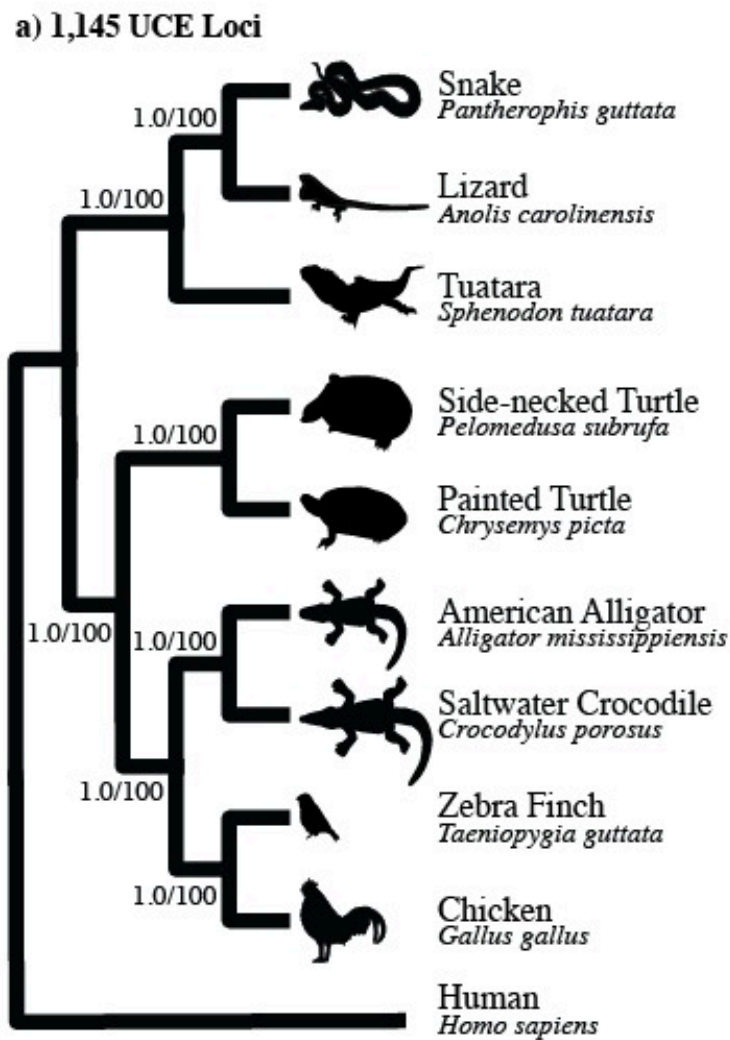 a) 1,145 UCE Loci
Snake
Pantherophis guttata
1.0/100
Lizard
Anolis carolinensis
1.0/100
Tuatara
Sphenodon tuatara
Side-necked Turtle
Pelomedusa subrufa
1.0/100
Painted Turtle
Chrysemys picta
American Alligator
Alligator mississippiensis
1.0/100
1.0/100
Saltwater Crocodile
Crocodylus porosus
1.0/100
Zebra Finch
Taeniopygia guttata
1.0/100
Chicken
Gallus gallus
Human
Homo sapiens